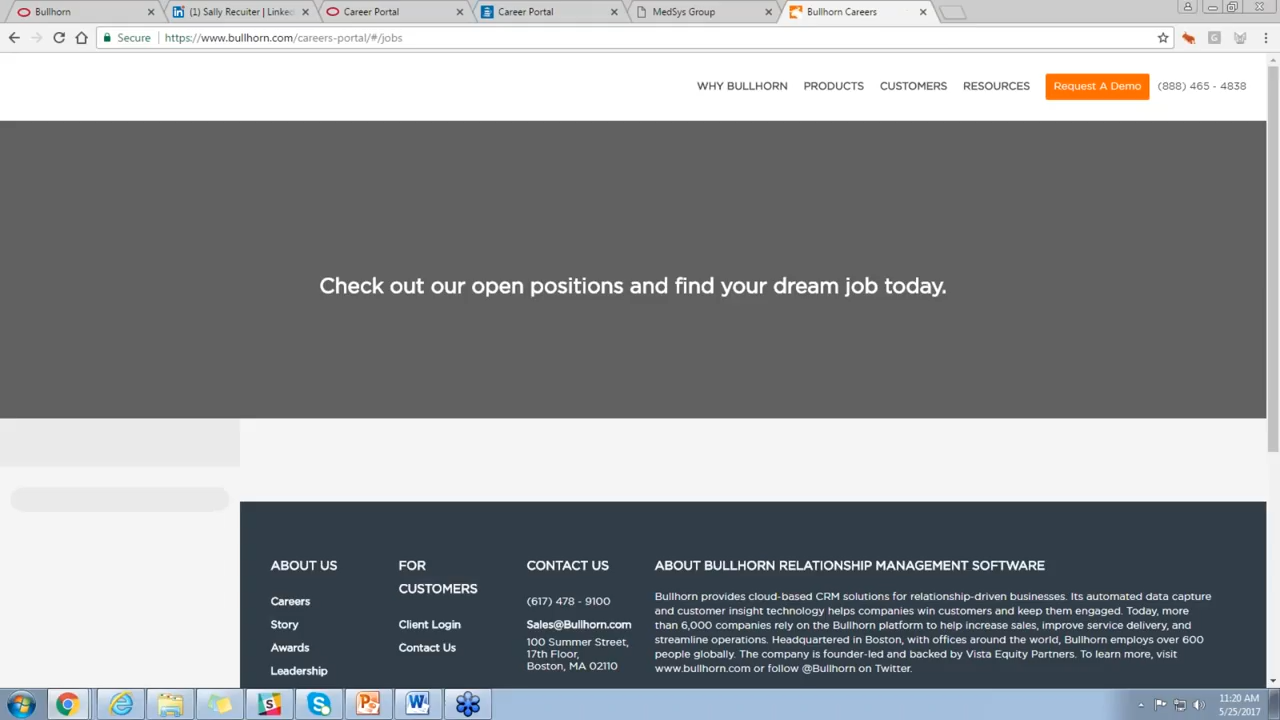 Bullhorn
(1) Sally Recuiter | Linked
Career Portal
Career Portal
MedSys Group
Bullhorn Careers
Secure https://www.bullhorn.com/careers-portal/#/jobs
WHY BULLHORN PRODUCTS CUSTOMERS RESOURCES Request A Demo (888) 465 - 4838
Check out our open positions and find your dream job today.
ABOUT US
Careers
Story
Awards
Leadership
FOR
CUSTOMERS
Client Login
Contact Us
CONTACT US
(617) 478 - 9100
Sales@Bullhorn.com
100 Summer Street,
17th Floor,
Boston, MA 02110
ABOUT BULLHORN RELATIONSHIP MANAGEMENT SOFTWARE
Bullhorn provides cloud-based CRM solutions for relationship-driven businesses. Its automated data capture
and customer insight technology helps companies win customers and keep them engaged. Today, more
than 6,000 companies rely on the Bullhorn platform to help increase sales, improve service delivery, and
streamline operations. Headquartered in Boston, with offices around the world, Bullhorn employs over 600
people globally. The company is founder-led and backed by Vista Equity Partners. To learn more, visit
www.bullhorn.com or follow @Bullhorn on Twitter.
11:20 AM
5/25/2017